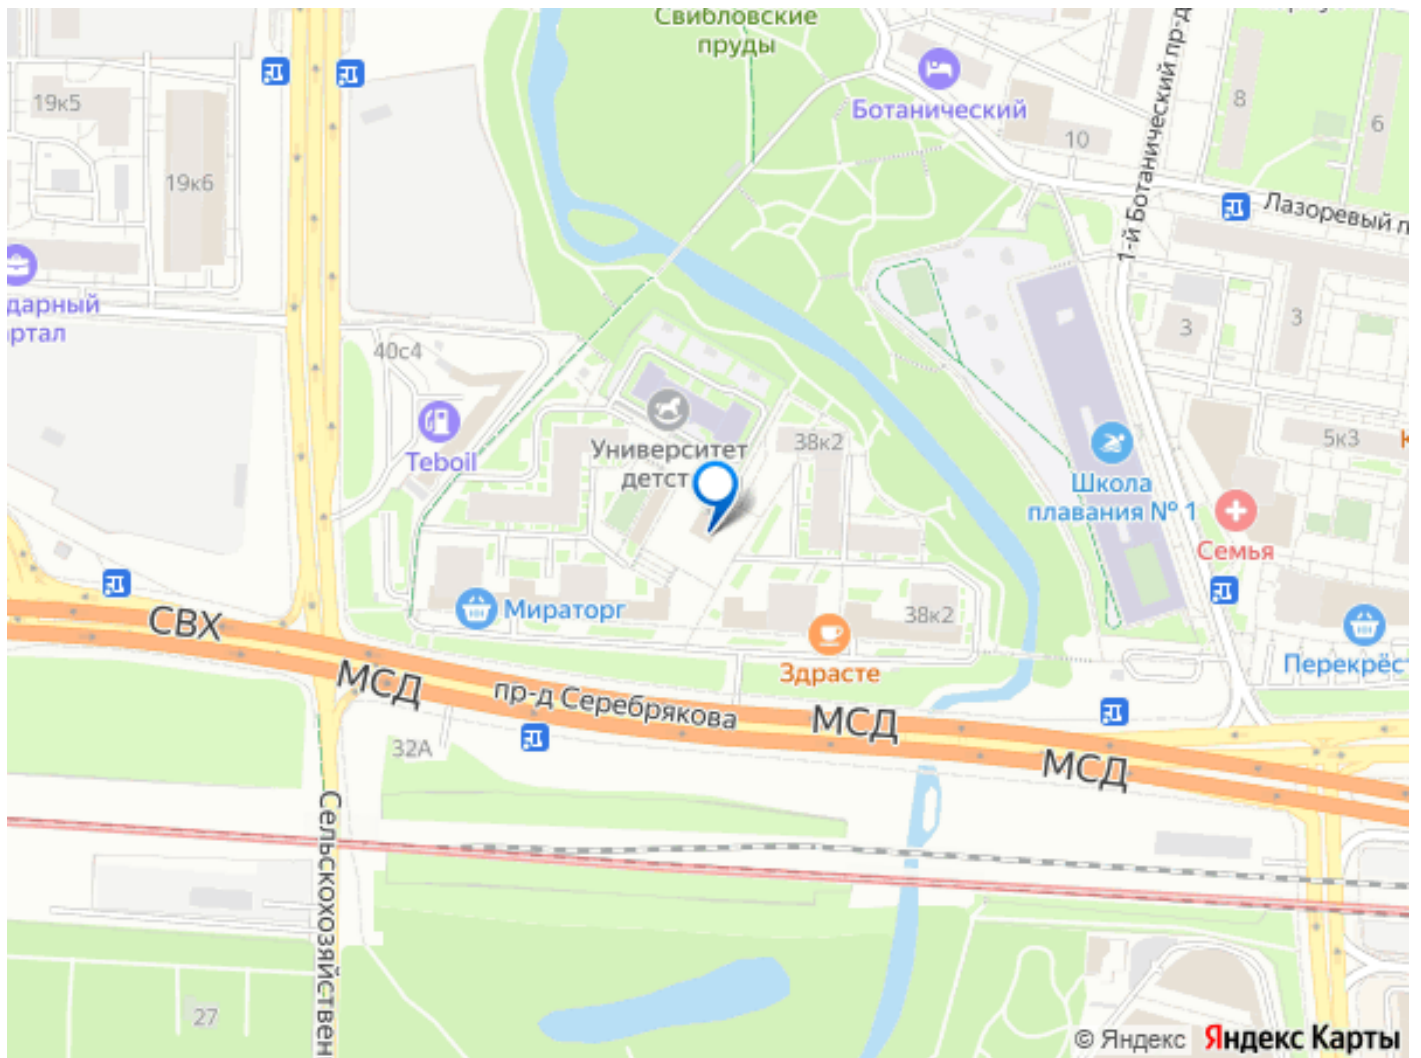 Свибловские
пруды
19к5
19к6
Ботанический
10
8
6
1-й Ботанический пр-д
Лазоревый п
дарный
ртал
40с4
Teboil
Университет
детст
38к2
3
3
5к3
К
Школа
плавания № 1
Семья
Мираторг
38к2
Здрасте
Перекрёс
СВХ
МСД
пр-д Серебрякова
МСД
МСД
32А
Сельскохозяйствен
27
© Яндекс Яндекс Карты